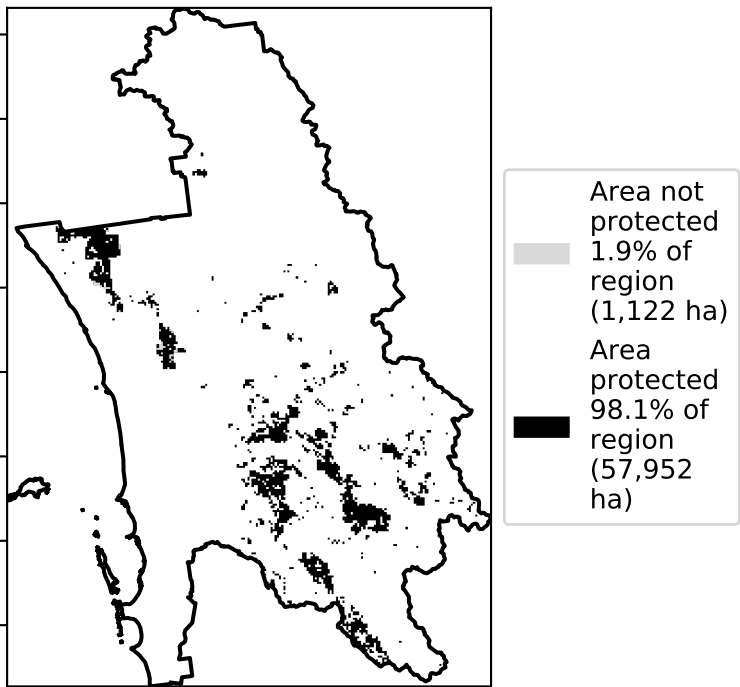 Area not
protected
1.9% of
region
(1,122 ha)
Area
protected
98.1% of
region
(57,952
ha)